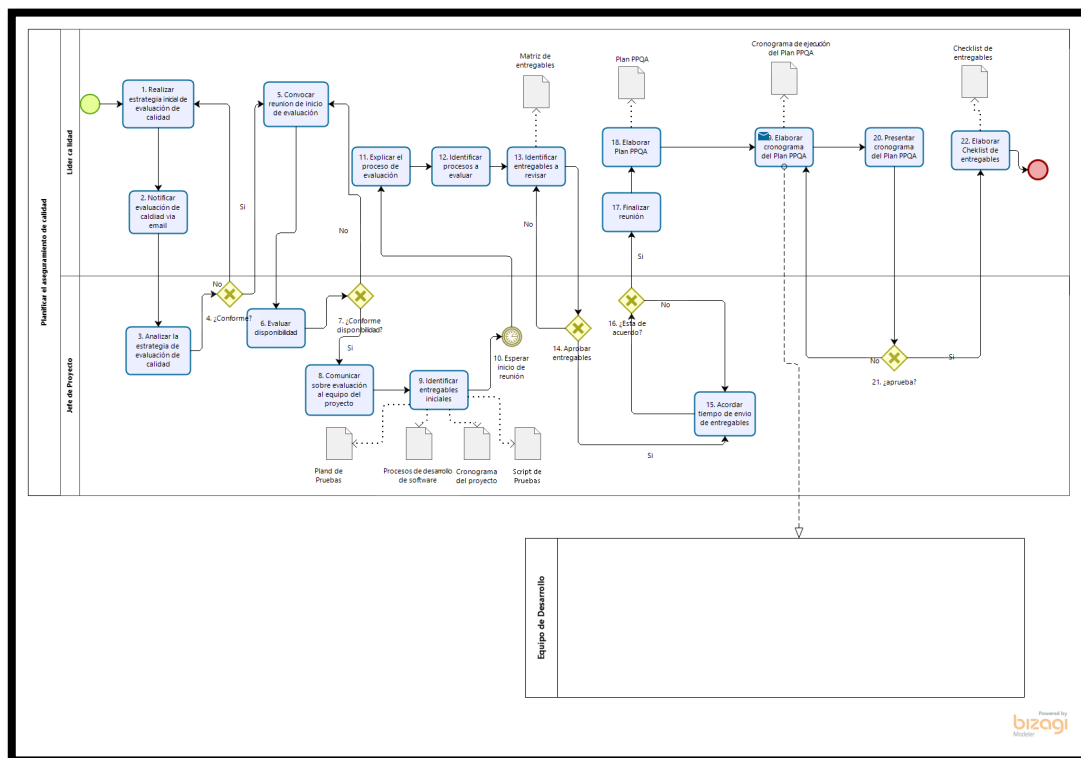 Planificar el aseguramiento de calidad
Lider calidad
1. Realizar
estrategia inicial de
evaluación de
calidad
2. Notificar
evaluación de
caldiad via
email
5. Convocar
reunion de inicio
de evaluación
11. Explicar el
proceso de
evaluación
12. Identificar
procesos a
evaluar
13. Identificar
entregables a
revisar
Matriz de
entregables
Plan PPQA
18. Elaborar
Plan PPQA
17. Finalizar
reunión
Cronograma de ejecución
del Plan PPQA
9. Elaborar
cronograma
del Plan PPQA
20. Presentar
cronograma
del Plan PPQA
Checklist de
entregables
22. Elaborar
Cheklist de
entregables
Si
No
No
Si
Jefe de Proyecto
3. Analizar la
estrategia de
evaluación de
calidad
No
4. ¿Conforme?
6. Evaluar
disponibilidad
7. ¿Conforme
disponibilidad?
Si
8. Comunicar
sobre evaluación
al equipo del
proyecto
9. Identificar
entregables
iniciales
10. Esperar
inicio de
reunión
14. Aprobar
entregables
16. ¿Esta de
acuerdo?
No
15. Acordar
tiempo de envio
de entregables
Si
No
Si
21. ¿aprueba?
Pland de
Pruebas
Procesos de desarrollo
de software
Cronograma
del proyecto
Script de
Pruebas
Equipo de Desarrollo
Powered by
bizagi
Modeler